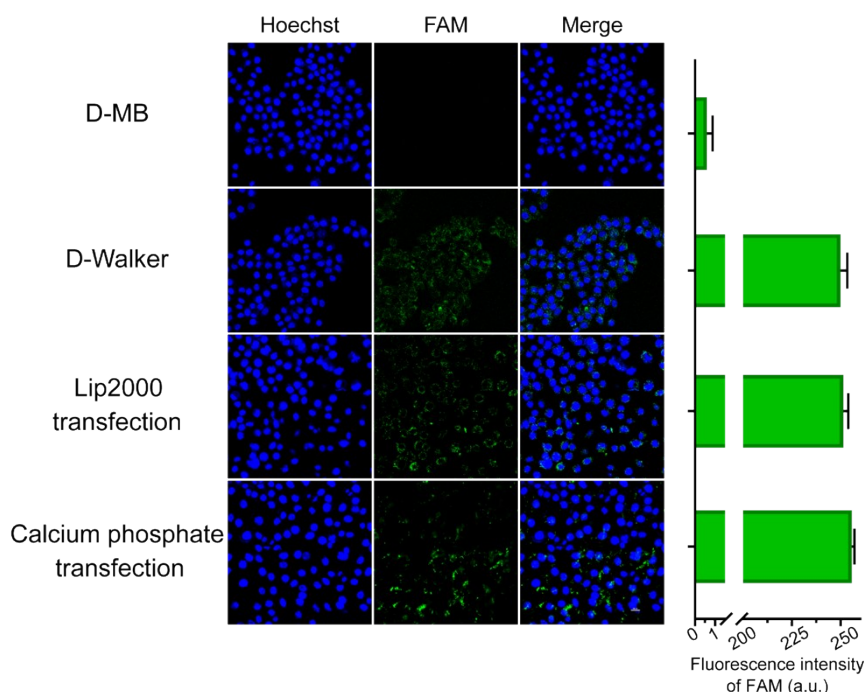 Hoechst FAM Merge
D-MB
D-Walker
Lip2000
transfection
Calcium phosphate
transfection
0 1 200 225 250
Fluorescence intensity
of FAM (a.u.)